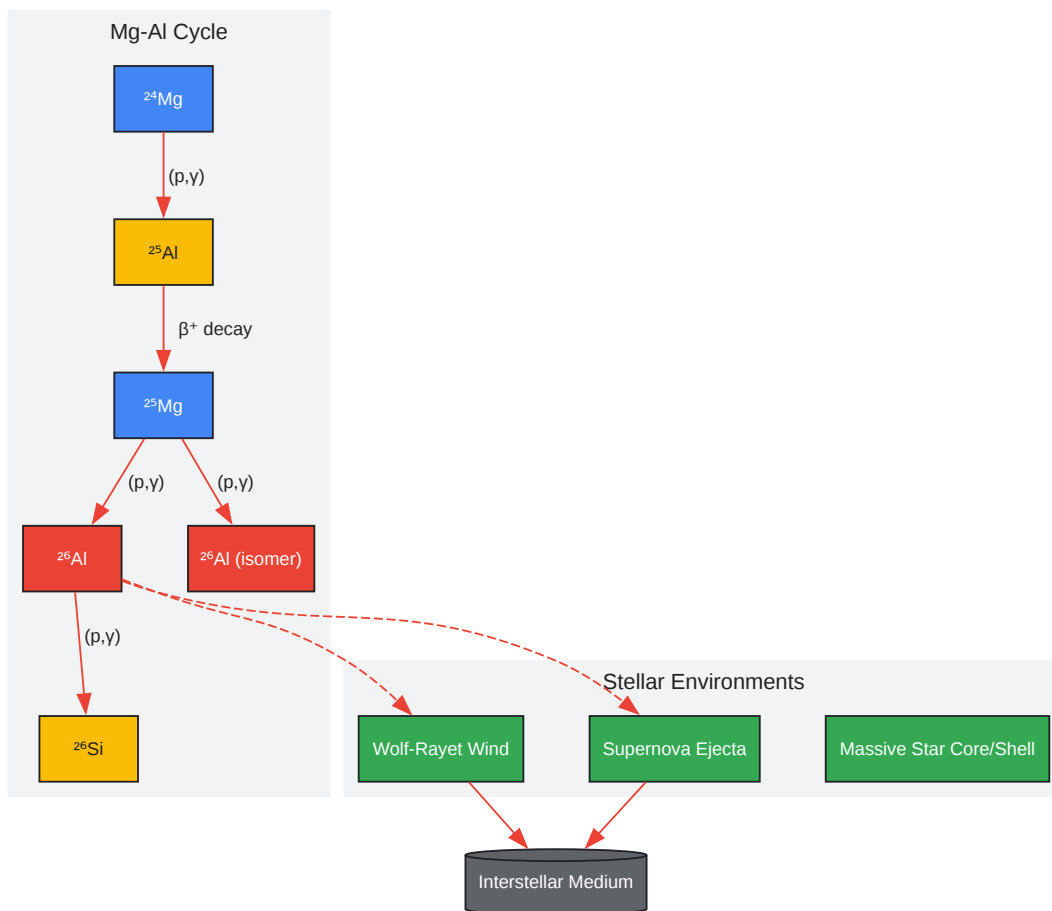 Mg-Al Cycle
²⁴Mg
(p,γ)
²⁵Al
β⁺ decay
²⁵Mg
(p,γ)
(p,γ)
²⁶Al
²⁶Al (isomer)
(p,γ)
²⁶Si
Stellar Environments
Wolf-Rayet Wind
Supernova Ejecta
Massive Star Core/Shell
Interstellar Medium